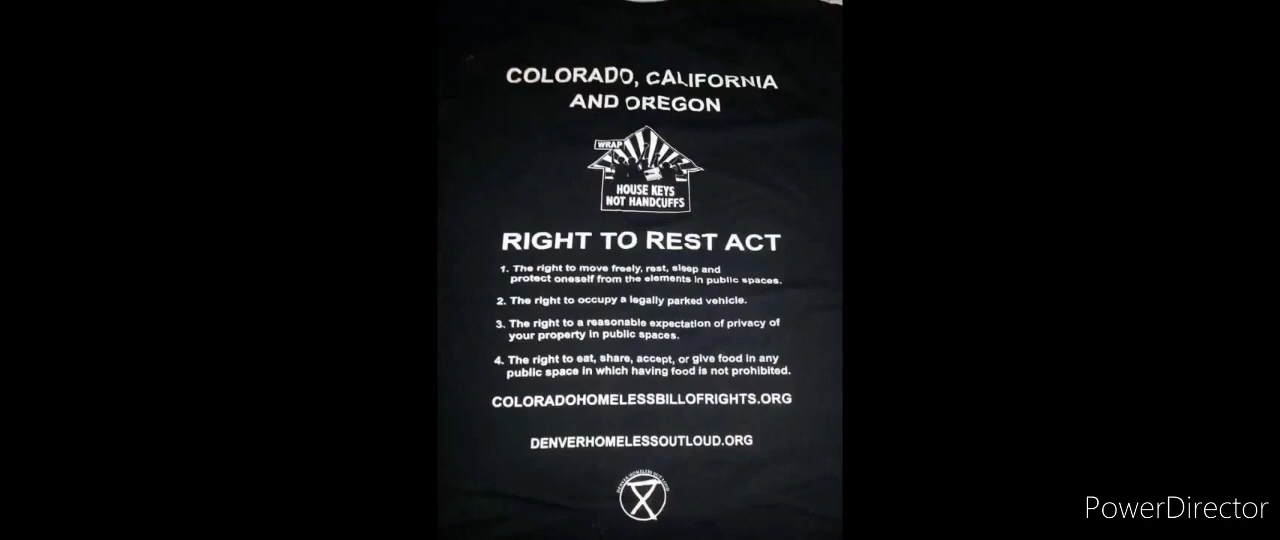 COLORADO, CALIFORNIA
AND OREGON
WRAP
HOUSE KEYS
NOT HANDCUFFS
RIGHT TO REST ACT
1. The right to move freely, rest, sleep and
protect oneself from the elements in public spaces.
2. The right to occupy a legally parked vehicle.
3. The right to a reasonable expectation of privacy of
your property in public spaces.
4. The right to eat, share, accept, or give food in any
public space in which having food is not prohibited.
COLORADOHOMELESSBILLOFRIGHTS.ORG
DENVERHOMELESSOUTLOUD.ORG
DENVER HOMELESS OUT LOUD
PowerDirector